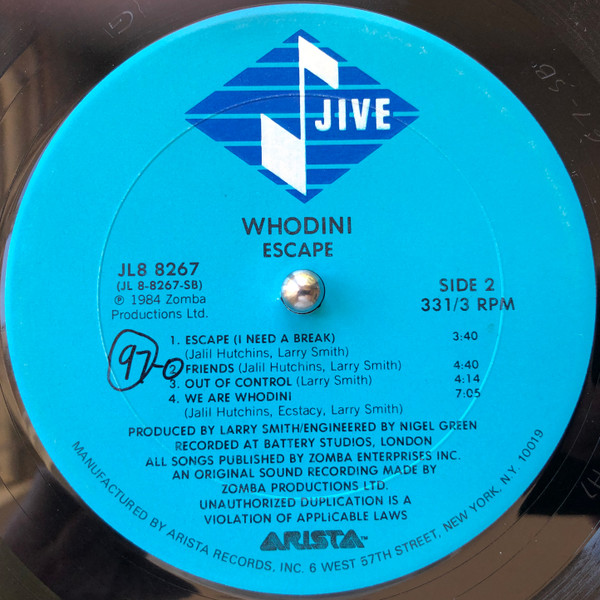 JIVE
WHODINI
ESCAPE
JL8 8267
(JL 8-8267-SB)
℗ 1984 Zomba
Productions Ltd.
SIDE 2
331/3 RPM
1. ESCAPE (I NEED A BREAK) 3:40
(Jalil Hutchins, Larry Smith)
97-0
2. FRIENDS (Jalil Hutchins, Larry Smith) 4:40
3. OUT OF CONTROL (Larry Smith) 4:14
4. WE ARE WHODINI 7:05
(Jalil Hutchins, Ecstacy, Larry Smith)
PRODUCED BY LARRY SMITH/ENGINEERED BY NIGEL GREEN
RECORDED AT BATTERY STUDIOS, LONDON
ALL SONGS PUBLISHED BY ZOMBA ENTERPRISES INC.
AN ORIGINAL SOUND RECORDING MADE BY
ZOMBA PRODUCTIONS LTD.
UNAUTHORIZED DUPLICATION IS A
VIOLATION OF APPLICABLE LAWS
ARISTA™
MANUFACTURED BY ARISTA RECORDS, INC. 6 WEST 57TH STREET, NEW YORK, N.Y. 10019